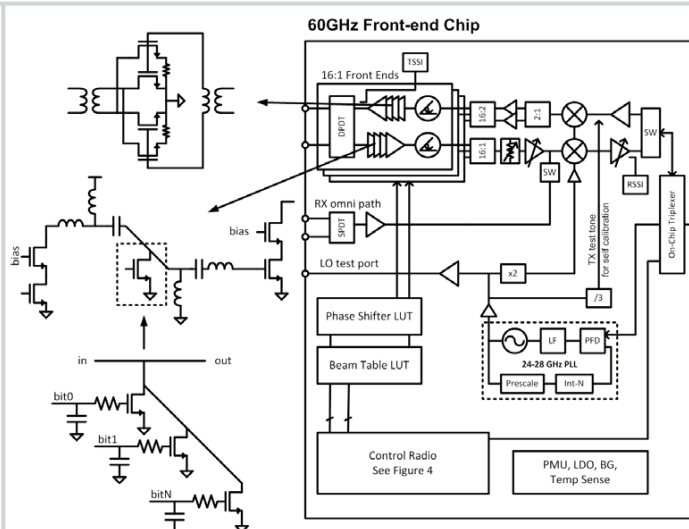 60GHz Front-end Chip
TSSI
16:1 Front Ends
DPDT
16:2
2:1
SW
16:1
SW
RSSI
RX omni path
SPDT
TX test tone
for self calibration
On-Chip Triplexer
LO test port
x2
/3
bias
bias
Phase Shifter LUT
LF
PFD
24-28 GHz PLL
Prescale
Int-N
Beam Table LUT
in
out
bit0
bit1
bitN
Control Radio
See Figure 4
PMU, LDO, BG,
Temp Sense